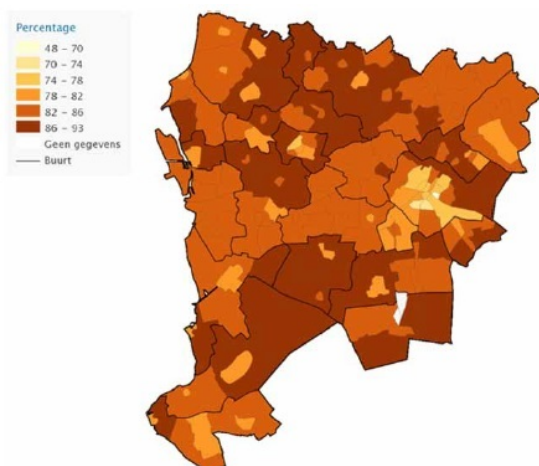 Percentage
48 - 70
70 - 74
74 - 78
78 - 82
82 - 86
86 - 93
Geen gegevens
Buurt